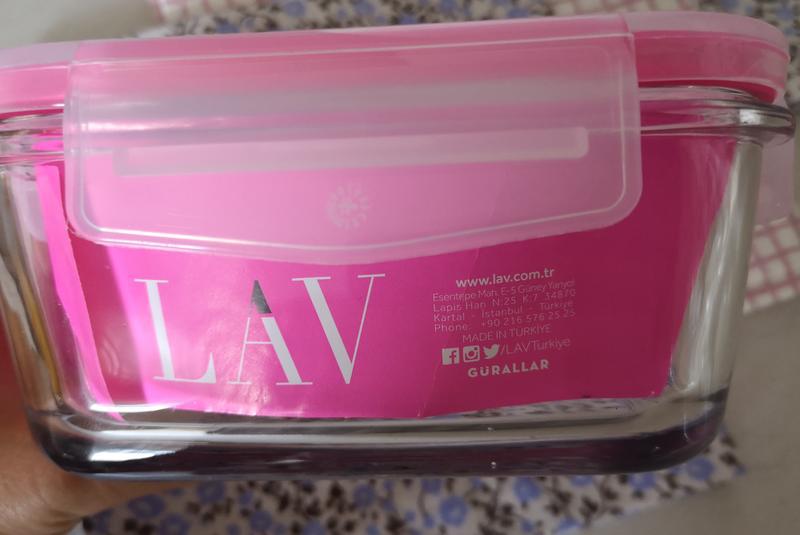 LAV
www.lav.com.tr
Esentepe Mah. E-5 Güney Yanyol
Lapis Han N:25 K:7 34870
Kartal - İstanbul - Türkiye
Phone: +90 216 576 25 25
MADE IN TÜRKİYE
/LAVTurkiye
GÜRALLAR